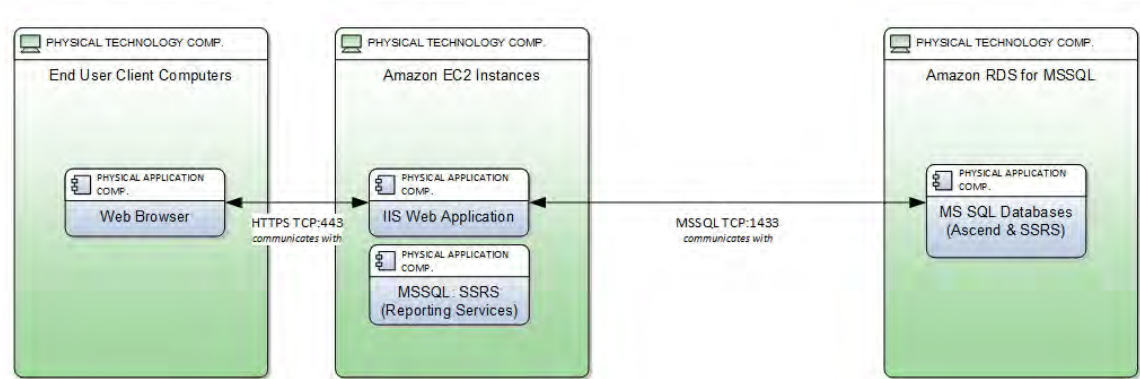 PHYSICAL TECHNOLOGY COMP.
End User Client Computers
PHYSICAL APPLICATION
COMP.
Web Browser
HTTPS TCP:443
communicates with
PHYSICAL TECHNOLOGY COMP.
Amazon EC2 Instances
PHYSICAL APPLICATION
COMP.
IIS Web Application
PHYSICAL APPLICATION
COMP.
MSSQL: SSRS
(Reporting Services)
MSSQL TCP:1433
communicates with
PHYSICAL TECHNOLOGY COMP.
Amazon RDS for MSSQL
PHYSICAL APPLICATION
COMP.
MS SQL Databases
(Ascend & SSRS)